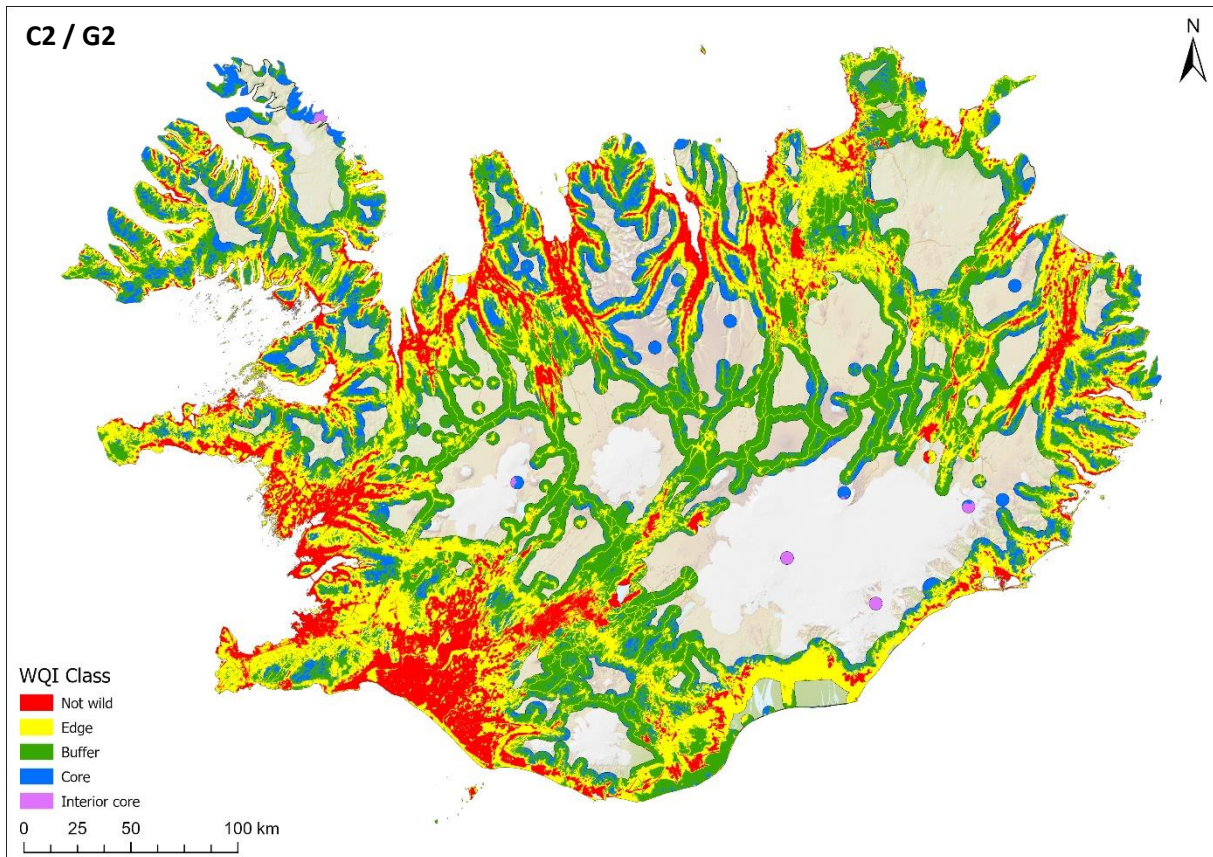 C2 / G2
N
WQI Class
Not wild
Edge
Buffer
Core
Interior core
0 25 50 100 km